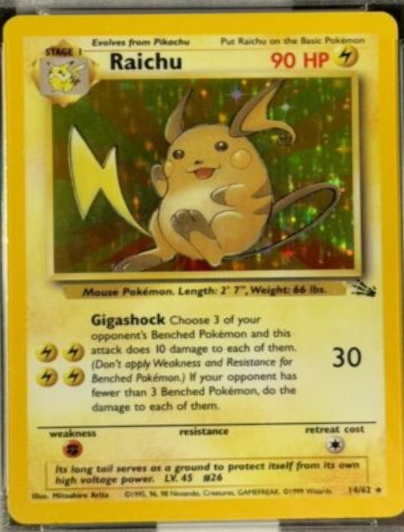 Evolves from Pikachu Put Raichu on the Basic Pokémon
STAGE 1
Raichu 90 HP
Mouse Pokémon. Length: 2' 7", Weight: 66 lbs.
Gigashock Choose 3 of your
opponent's Benched Pokémon and this
attack does 10 damage to each of them.
(Don't apply Weakness and Resistance for
Benched Pokémon.) If your opponent has
fewer than 3 Benched Pokémon, do the
damage to each of them.
30
weakness resistance retreat cost
Its long tail serves as a ground to protect itself from its own
high voltage power. LV. 45 #26
Illus. Mitsuhiro Arita ©1995, 96, 98 Nintendo, Creatures, GAMEFREAK. ©1999 Wizards. 14/62